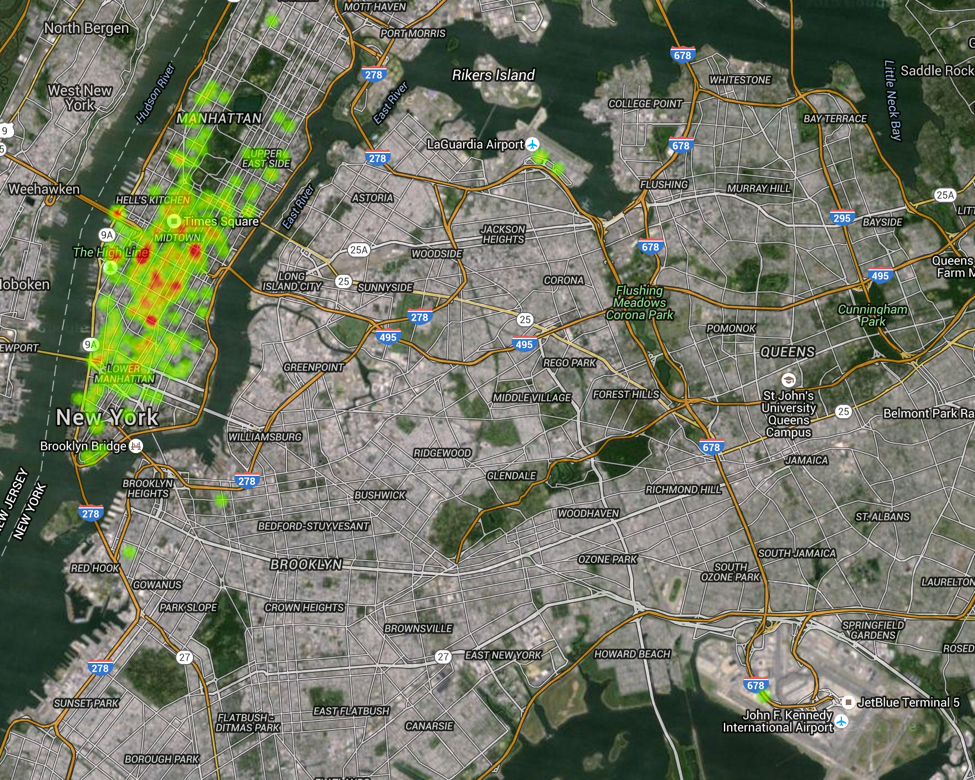 MOTT HAVEN
North Bergen
PORT MORRIS
678
278
Rikers Island
WHITESTONE
Saddle Rock
Hudson River
West New
York
East River
COLLEGE POINT
Little Neck Bay
MANHATTAN
BAY TERRACE
9
LaGuardia Airport
678
278
UPPER
EAST SIDE
Weehawken
FLUSHING
MURRAY HILL
25A
HELL'S KITCHEN
ASTORIA
East River
295
BAYSIDE
Times Square
9A
MIDTOWN
JACKSON
HEIGHTS
678
The High Line
25A
WOODSIDE
Queens
Farm M
495
LONG
ISLAND CITY
25
SUNNYSIDE
CORONA
Flushing
Meadows
Corona Park
Cunningham
Park
278
25
POMONOK
495
495
9A
EWPORT
QUEENS
GREENPOINT
REGO PARK
LOWER
MANHATTAN
MIDDLE VILLAGE
FOREST HILLS
St John's
University
Queens
Campus
25
Belmont Park Ra
New York
Brooklyn Bridge
WILLIAMSBURG
RIDGEWOOD
678
JAMAICA
278
GLENDALE
BROOKLYN
HEIGHTS
BUSHWICK
RICHMOND HILL
NEW YORK
278
WOODHAVEN
ST. ALBANS
BEDFORD-STUYVESANT
RED HOOK
BROOKLYN
OZONE PARK
SOUTH JAMAICA
SOUTH
OZONE PARK
GOWANUS
LAURELTON
PARK SLOPE
CROWN HEIGHTS
BROWNSVILLE
SPRINGFIELD
GARDENS
27
27
EAST NEW YORK
HOWARD BEACH
278
678
SUNSET PARK
EAST FLATBUSH
FLATBUSH -
DITMAS PARK
CANARSIE
JetBlue Terminal 5
John F. Kennedy
International Airport
BOROUGH PARK